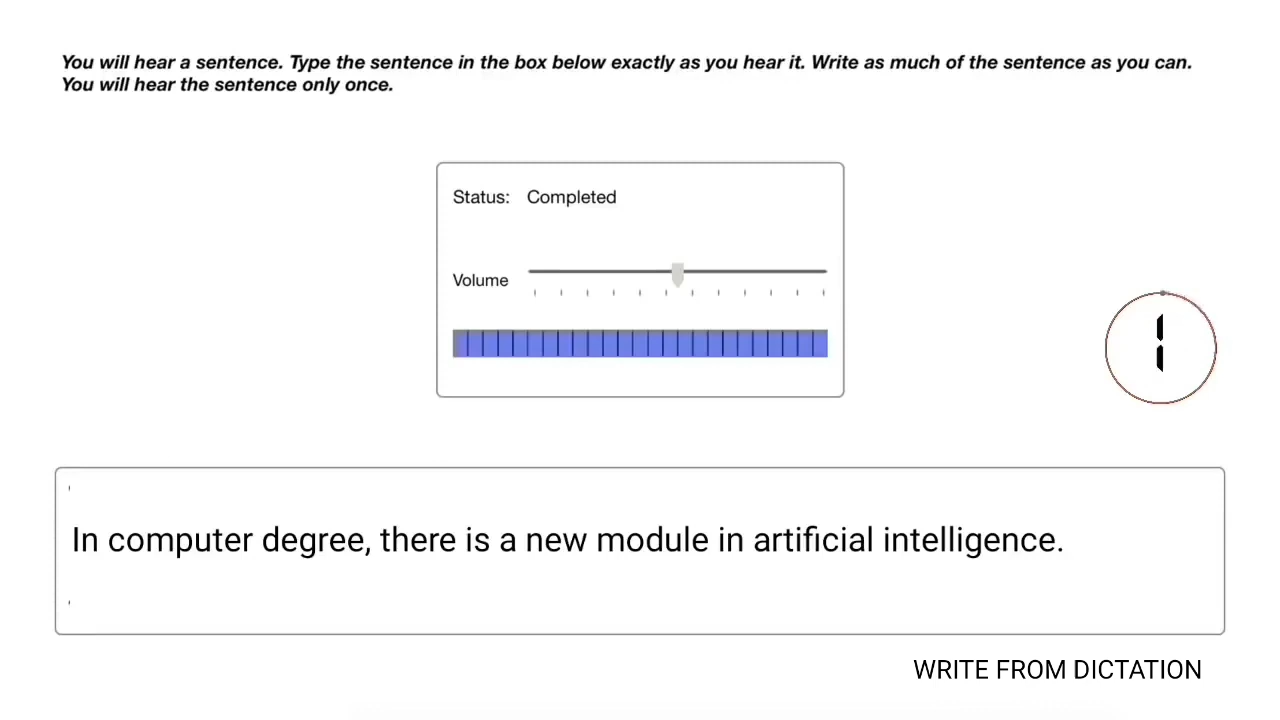 You will hear a sentence. Type the sentence in the box below exactly as you hear it. Write as much of the sentence as you can.
You will hear the sentence only once.
Status: Completed
Volume
1
In computer degree, there is a new module in artificial intelligence.
WRITE FROM DICTATION